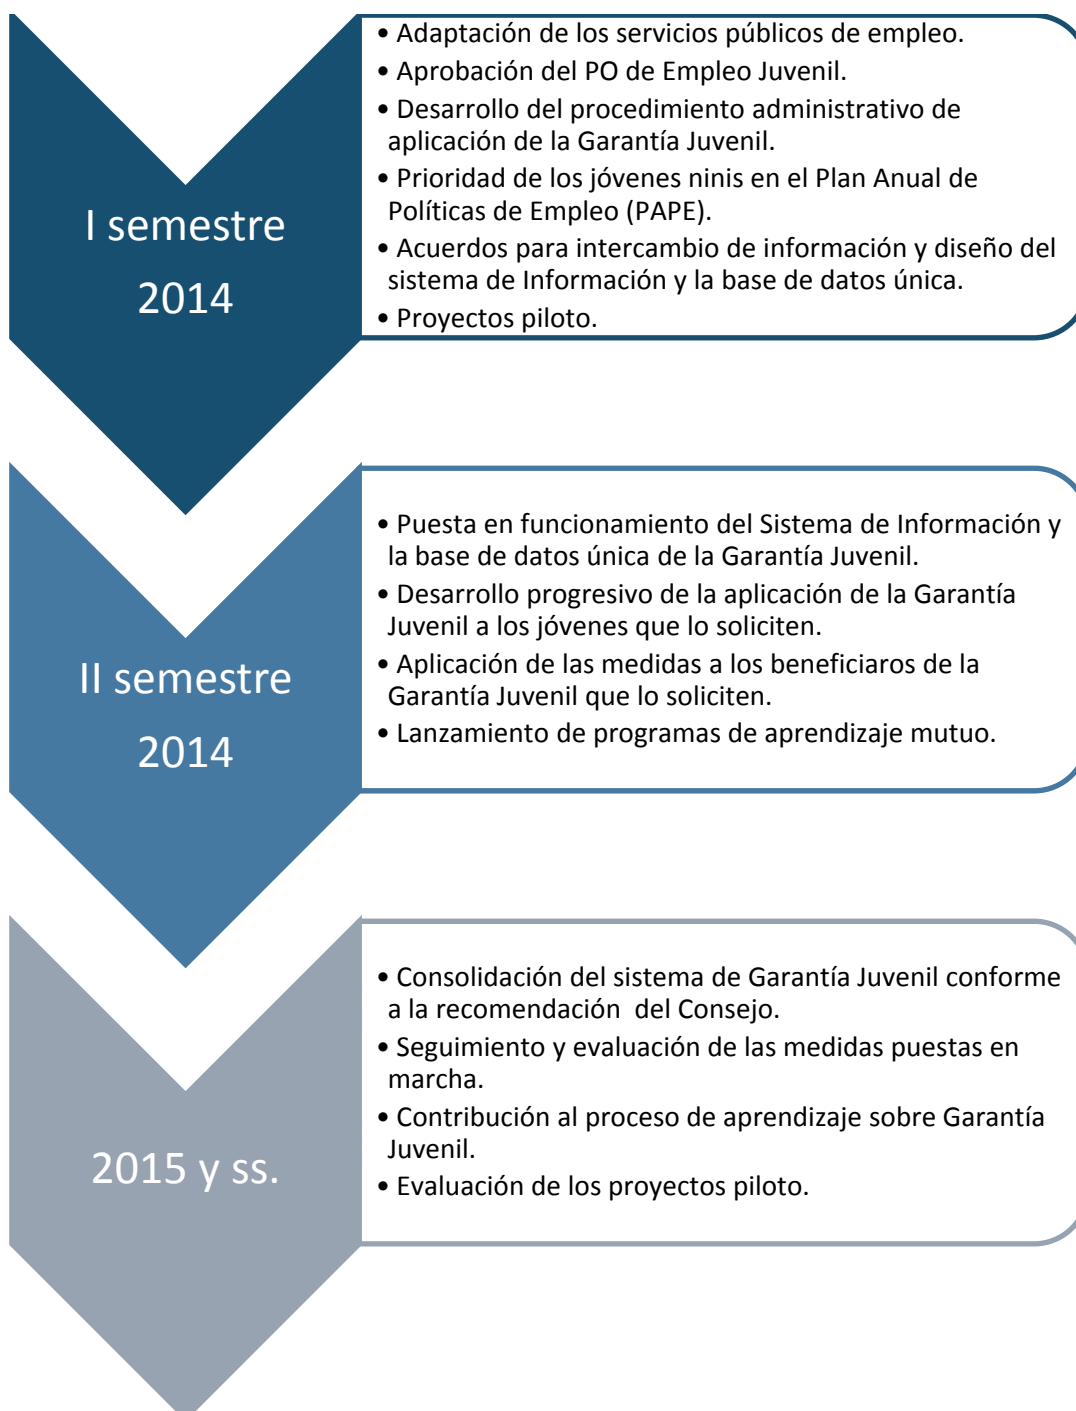 I semestre
2014
• Adaptación de los servicios públicos de empleo.
• Aprobación del PO de Empleo Juvenil.
• Desarrollo del procedimiento administrativo de
aplicación de la Garantía Juvenil.
• Prioridad de los jóvenes ninis en el Plan Anual de
Políticas de Empleo (PAPE).
• Acuerdos para intercambio de información y diseño del
sistema de Información y la base de datos única.
• Proyectos piloto.
II semestre
2014
• Puesta en funcionamiento del Sistema de Información y
la base de datos única de la Garantía Juvenil.
• Desarrollo progresivo de la aplicación de la Garantía
Juvenil a los jóvenes que lo soliciten.
• Aplicación de las medidas a los beneficiaros de la
Garantía Juvenil que lo soliciten.
• Lanzamiento de programas de aprendizaje mutuo.
2015 y ss.
• Consolidación del sistema de Garantía Juvenil conforme
a la recomendación  del Consejo.
• Seguimiento y evaluación de las medidas puestas en
marcha.
• Contribución al proceso de aprendizaje sobre Garantía
Juvenil.
• Evaluación de los proyectos piloto.